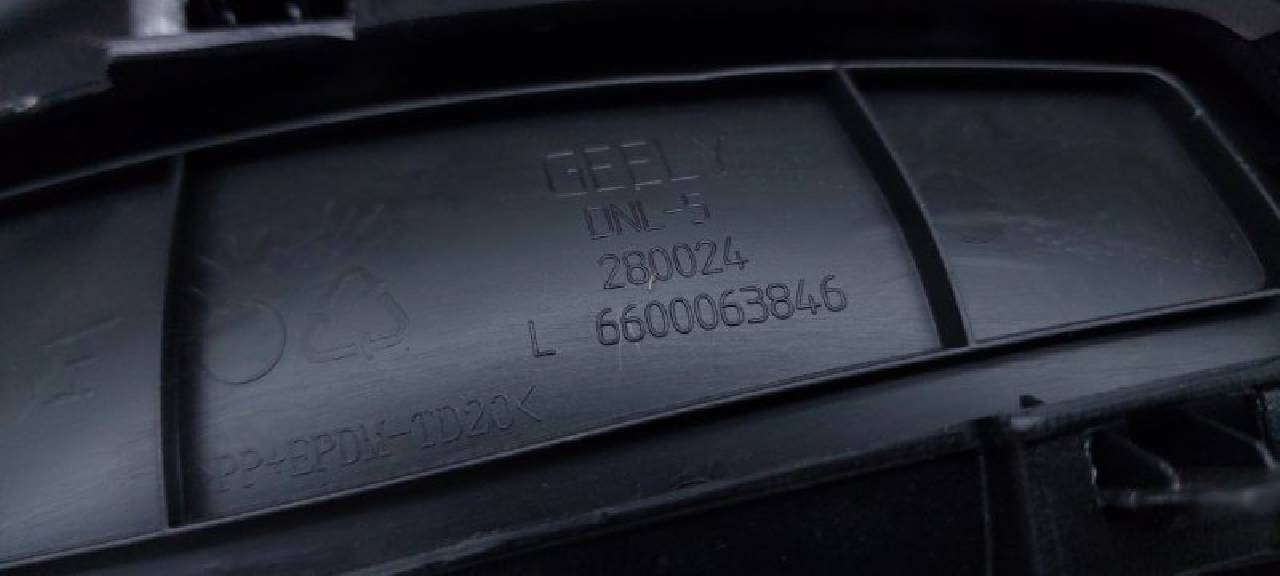 GEELY
DNL-5
280024
L 6600063846
PP+EPDM-TD20<